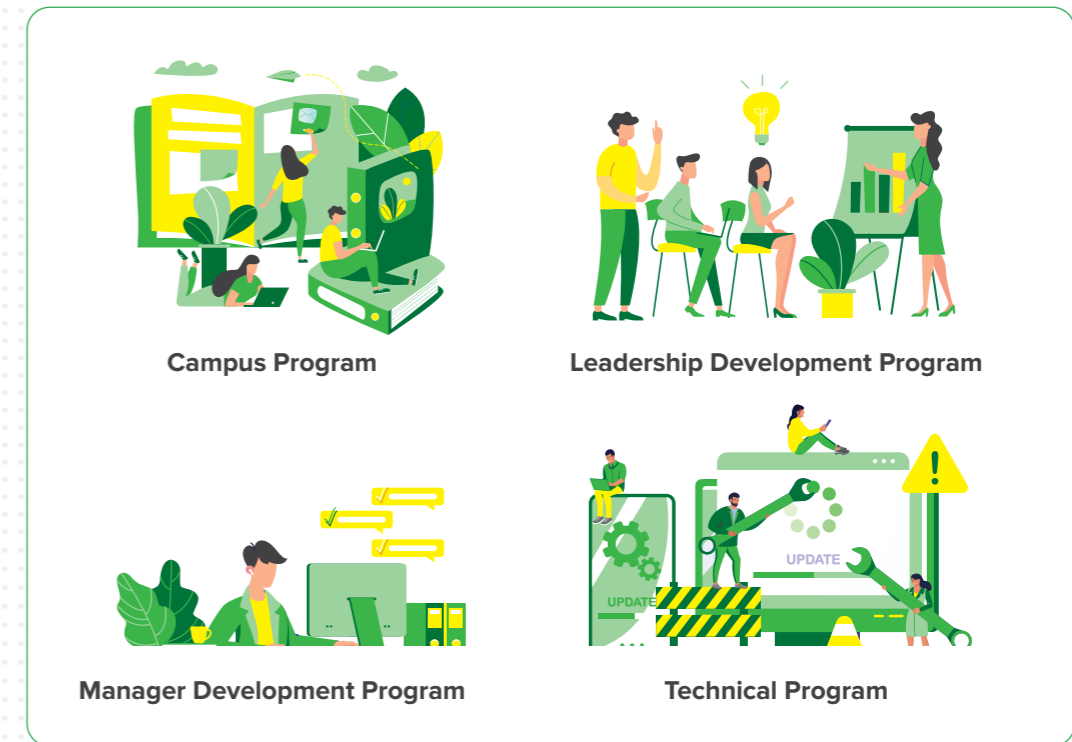 Campus Program
Leadership Development Program
UPDATE
UPDATE
Manager Development Program
Technical Program